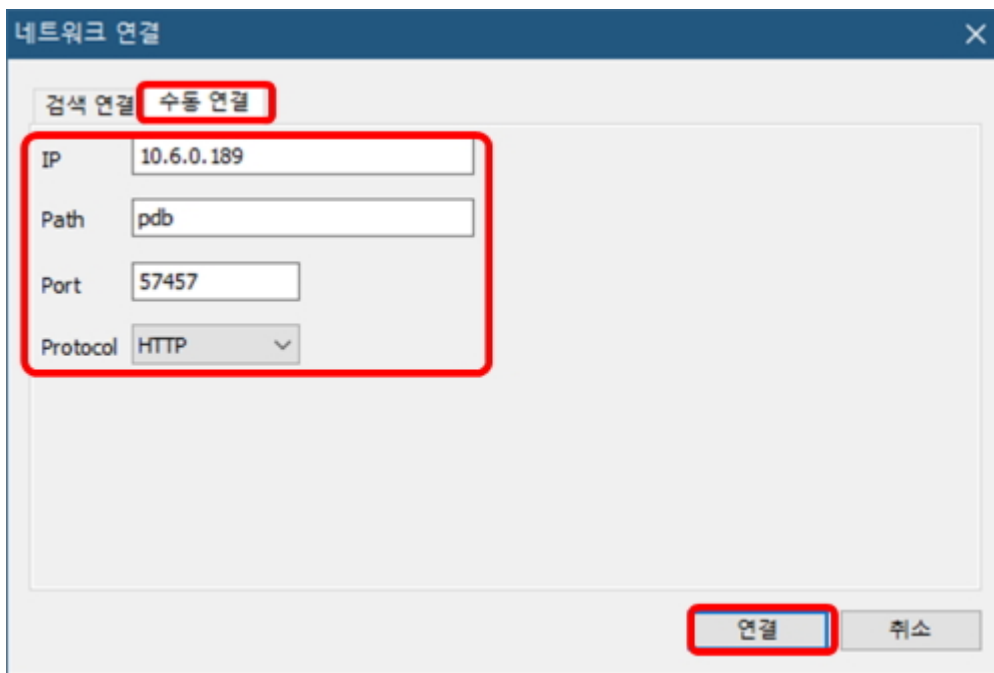 네트워크 연결
검색 연결 수동 연결
IP 10.6.0.189
Path pdb
Port 57457
Protocol HTTP
연결 취소